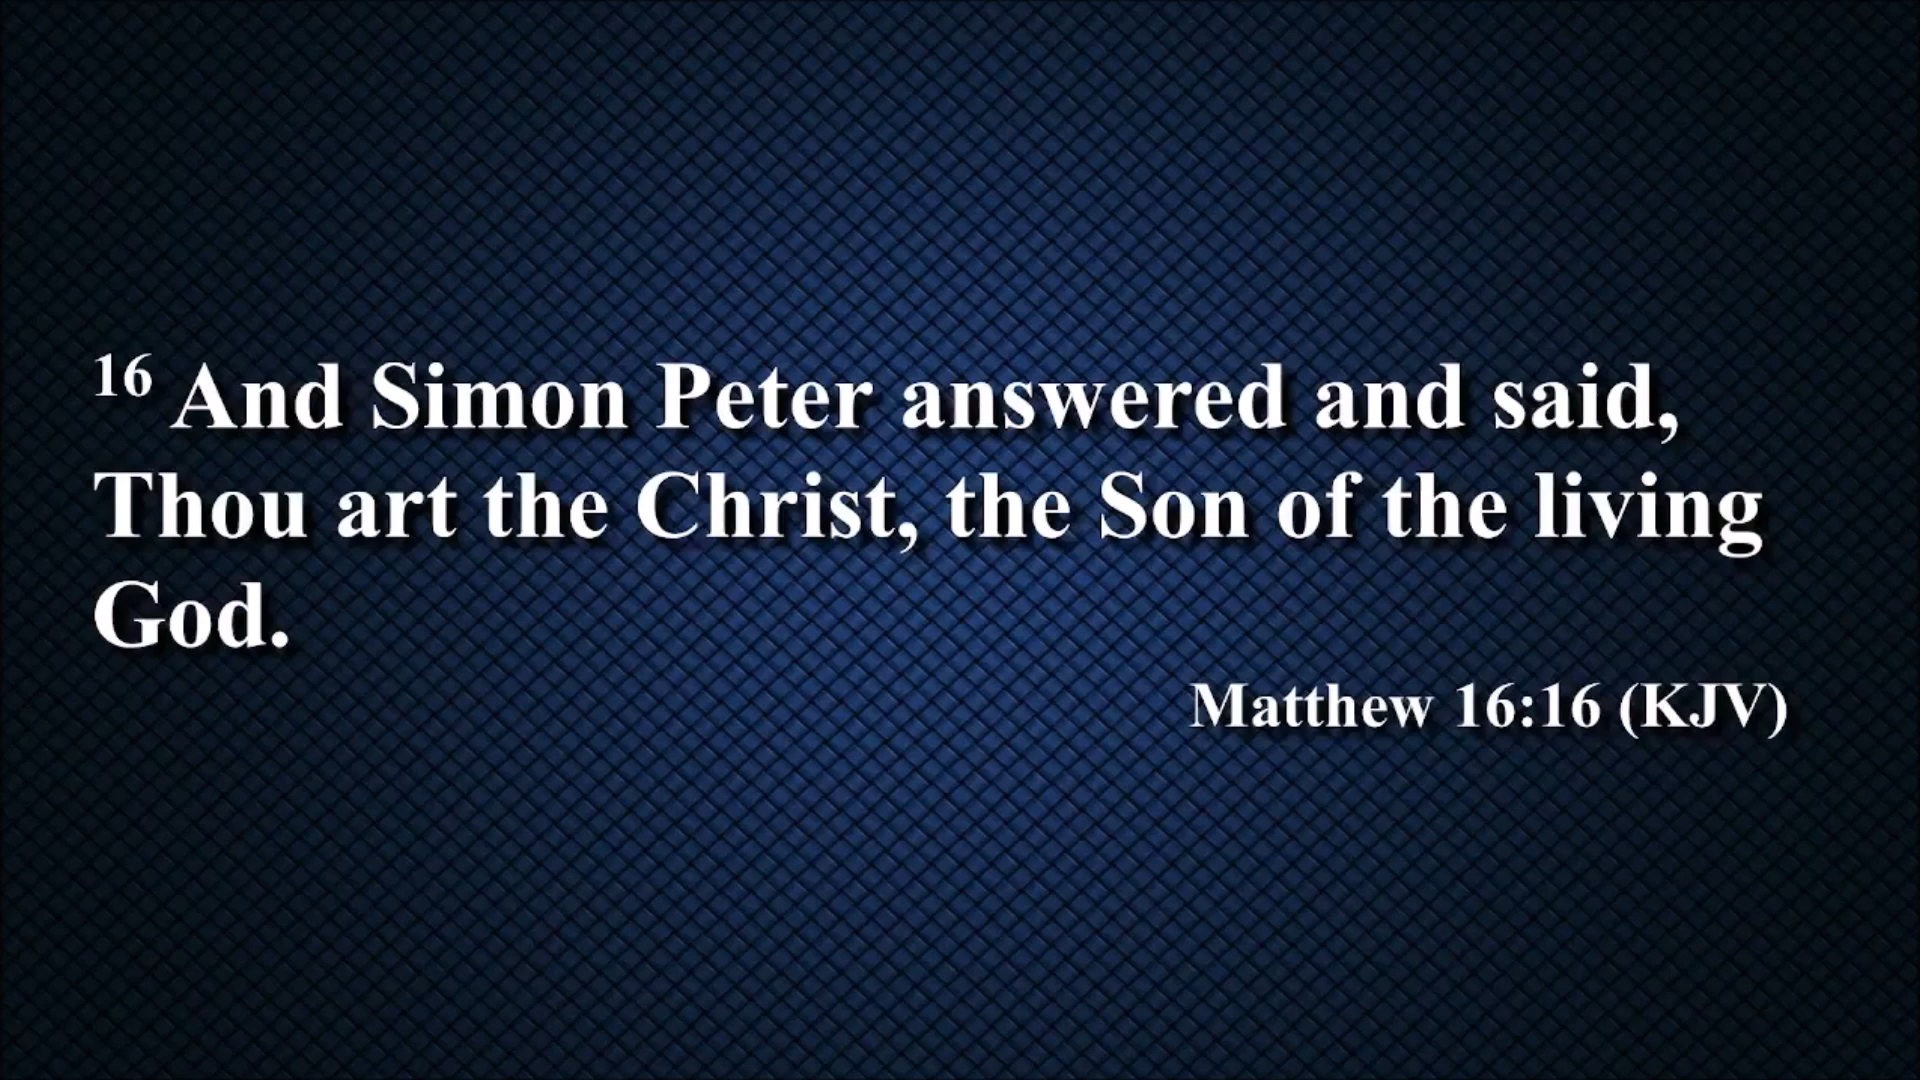 16 And Simon Peter answered and said,
Thou art the Christ, the Son of the living
God.
Matthew 16:16 (KJV)